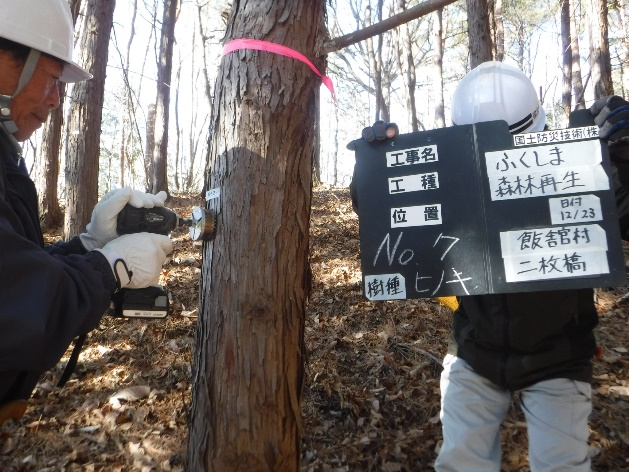 国土防災技術(株
工事名
ふくしま
森林再生
工種
日付
12/23
位置
飯舘村
二枚橋
No. 7
樹種 ヒノキ